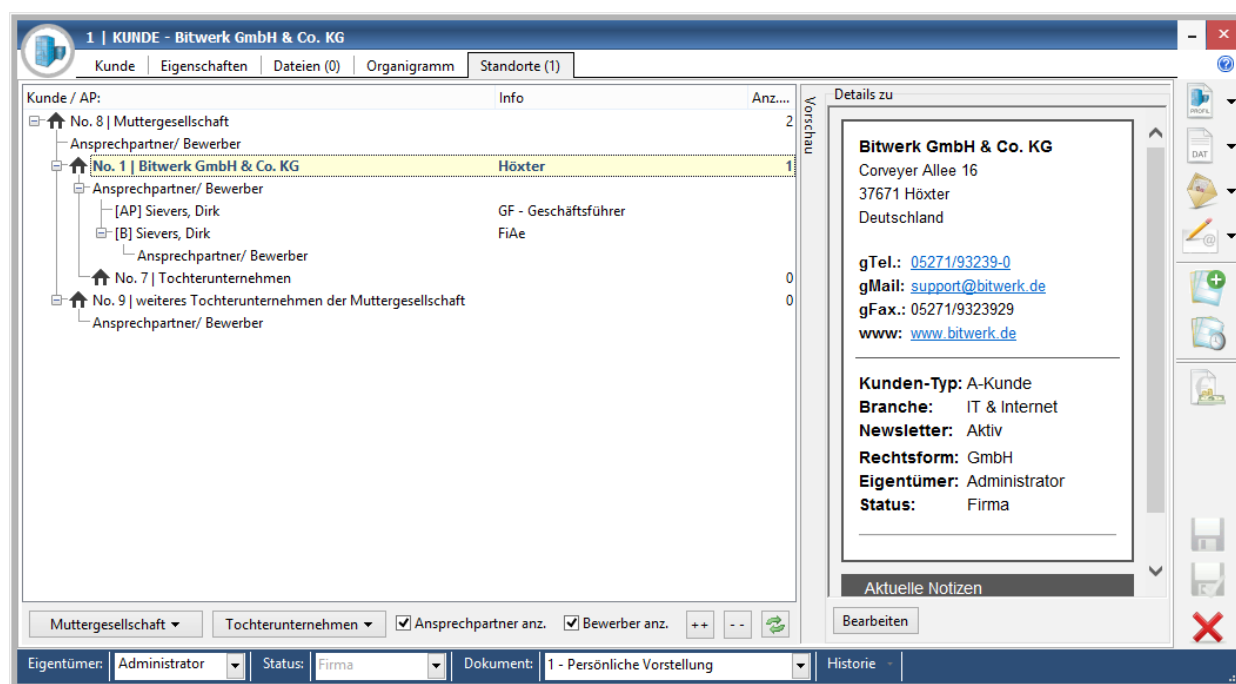 1 | KUNDE - Bitwerk GmbH & Co. KG
Kunde Eigenschaften Dateien (0) Organigramm Standorte (1)
Kunde / AP: Info Anz....
No. 8 | Muttergesellschaft 2
Ansprechpartner/ Bewerber
No. 1 | Bitwerk GmbH & Co. KG Höxter 1
Ansprechpartner/ Bewerber
[AP] Sievers, Dirk GF - Geschäftsführer
[B] Sievers, Dirk FiAe
Ansprechpartner/ Bewerber
No. 7 | Tochterunternehmen 0
No. 9 | weiteres Tochterunternehmen der Muttergesellschaft 0
Ansprechpartner/ Bewerber
Vorschau
Details zu
Bitwerk GmbH & Co. KG
Corveyer Allee 16
37671 Höxter
Deutschland
gTel.: 05271/93239-0
gMail: support@bitwerk.de
gFax.: 05271/9323929
www: www.bitwerk.de
Kunden-Typ: A-Kunde
Branche: IT & Internet
Newsletter: Aktiv
Rechtsform: GmbH
Eigentümer: Administrator
Status: Firma
Aktuelle Notizen
Bearbeiten
PROFIL
DAT
Muttergesellschaft Tochterunternehmen Ansprechpartner anz. Bewerber anz. ++ --
Eigentümer: Administrator Status: Firma Dokument: 1 - Persönliche Vorstellung Historie